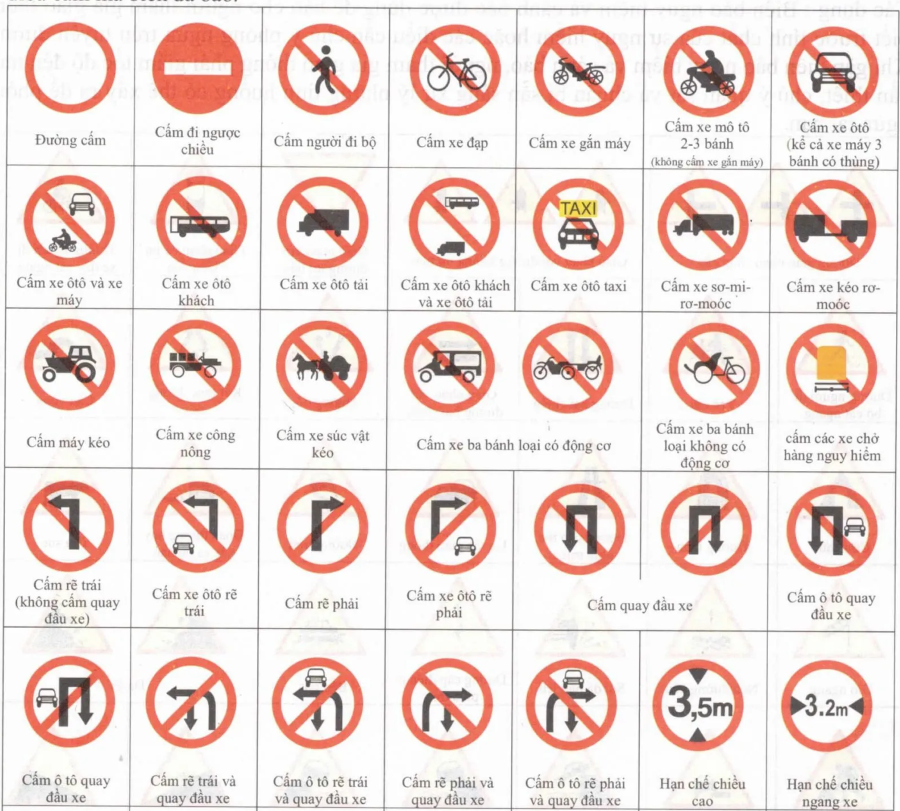 Đường cấm
Cấm đi ngược
chiều
Cấm người đi bộ
Cấm xe đạp
Cấm xe gắn máy
Cấm xe mô tô
2-3 bánh
(không cấm xe gắn máy)
Cấm xe ôtô
(kể cả xe máy 3
bánh có thùng)
Cấm xe ôtô và xe
máy
Cấm xe ôtô
khách
Cấm xe ôtô tải
Cấm xe ôtô khách
và xe ôtô tải
TAXI
Cấm xe ôtô taxi
Cấm xe sơ-mi-
rơ-moóc
Cấm xe kéo rơ-
moóc
Cấm máy kéo
Cấm xe công
nông
Cấm xe súc vật
kéo
Cấm xe ba bánh loại có động cơ
Cấm xe ba bánh
loại không có
động cơ
cấm các xe chở
hàng nguy hiểm
Cấm rẽ trái
(không cấm quay
đầu xe)
Cấm xe ôtô rẽ
trái
Cấm rẽ phải
Cấm xe ôtô rẽ
phải
Cấm quay đầu xe
Cấm ô tô quay
đầu xe
Cấm ô tô quay
đầu xe
Cấm rẽ trái và
quay đầu xe
Cấm ô tô rẽ trái
và quay đầu xe
Cấm rẽ phải và
quay đầu xe
Cấm ô tô rẽ phải
và quay đầu xe
3,5m
Hạn chế chiều
cao
3.2m
Hạn chế chiều
ngang xe